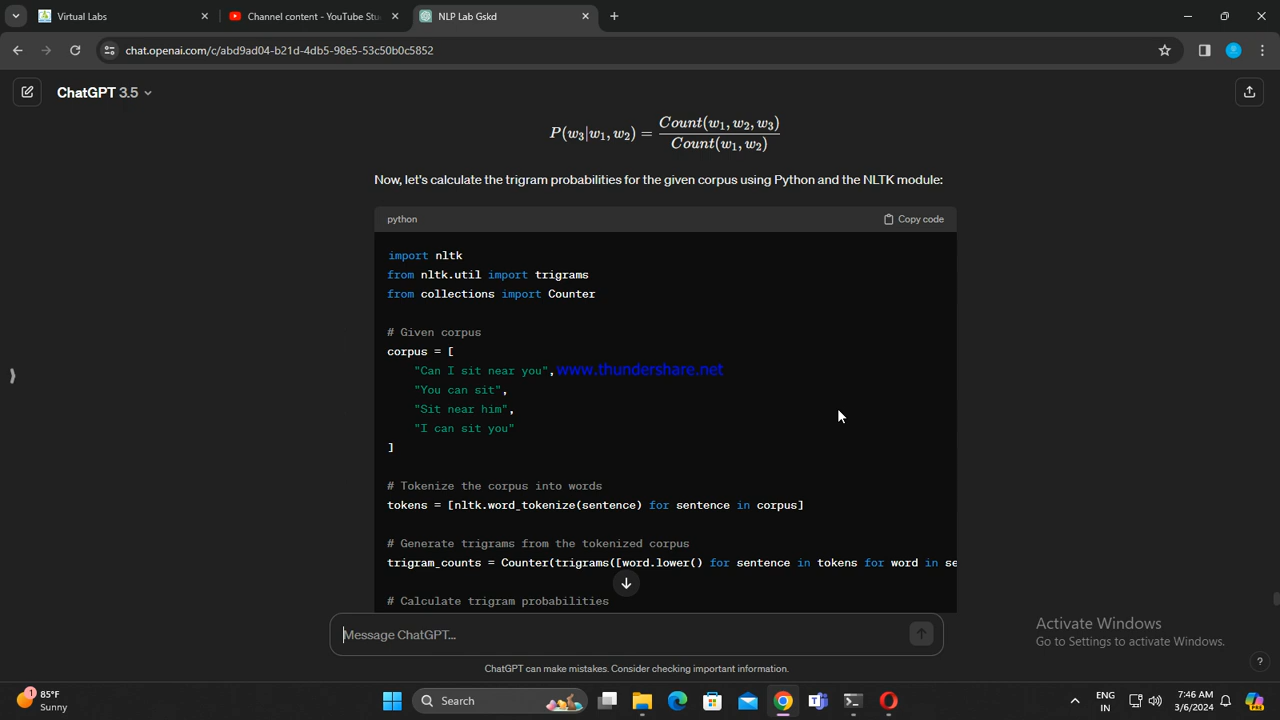 Virtual Labs
Channel content - YouTube Stu
NLP Lab Gskd
chat.openai.com/c/abd9ad04-b21d-4db5-98e5-53c50b0c5852
ChatGPT 3.5
P(w₃|w₁, w₂) = Count(w₁, w₂, w₃) / Count(w₁, w₂)
Now, let's calculate the trigram probabilities for the given corpus using Python and the NLTK module:
python
Copy code
import nltk
from nltk.util import trigrams
from collections import Counter
# Given corpus
corpus = [
"Can I sit near you",
www.thundershare.net
"You can sit",
"Sit near him",
"I can sit you"
]
# Tokenize the corpus into words
tokens = [nltk.word_tokenize(sentence) for sentence in corpus]
# Generate trigrams from the tokenized corpus
trigram_counts = Counter(trigrams([word.lower() for sentence in tokens for word in se
# Calculate trigram probabilities
Message ChatGPT...
ChatGPT can make mistakes. Consider checking important information.
Activate Windows
Go to Settings to activate Windows.
?
1
85°F
Sunny
Search
ENG
IN
7:46 AM
3/6/2024
PRE